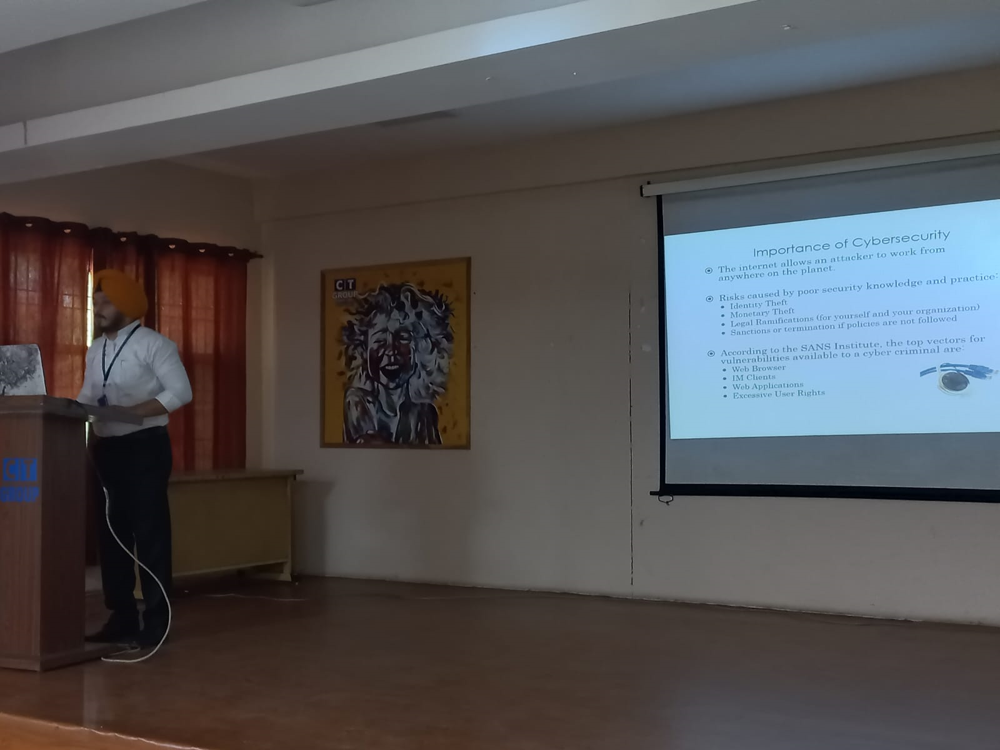 C T
GROUP
CT
Importance of Cybersecurity
The internet allows an attacker to work from
anywhere on the planet.
Risks caused by poor security knowledge and practice:
Identity Theft
Monetary Theft
Legal Ramifications (for yourself and your organization)
Sanctions or termination if policies are not followed
According to the SANS Institute, the top vectors for
vulnerabilities available to a cyber criminal are:
Web Browser
IM Clients
Web Applications
Excessive User Rights